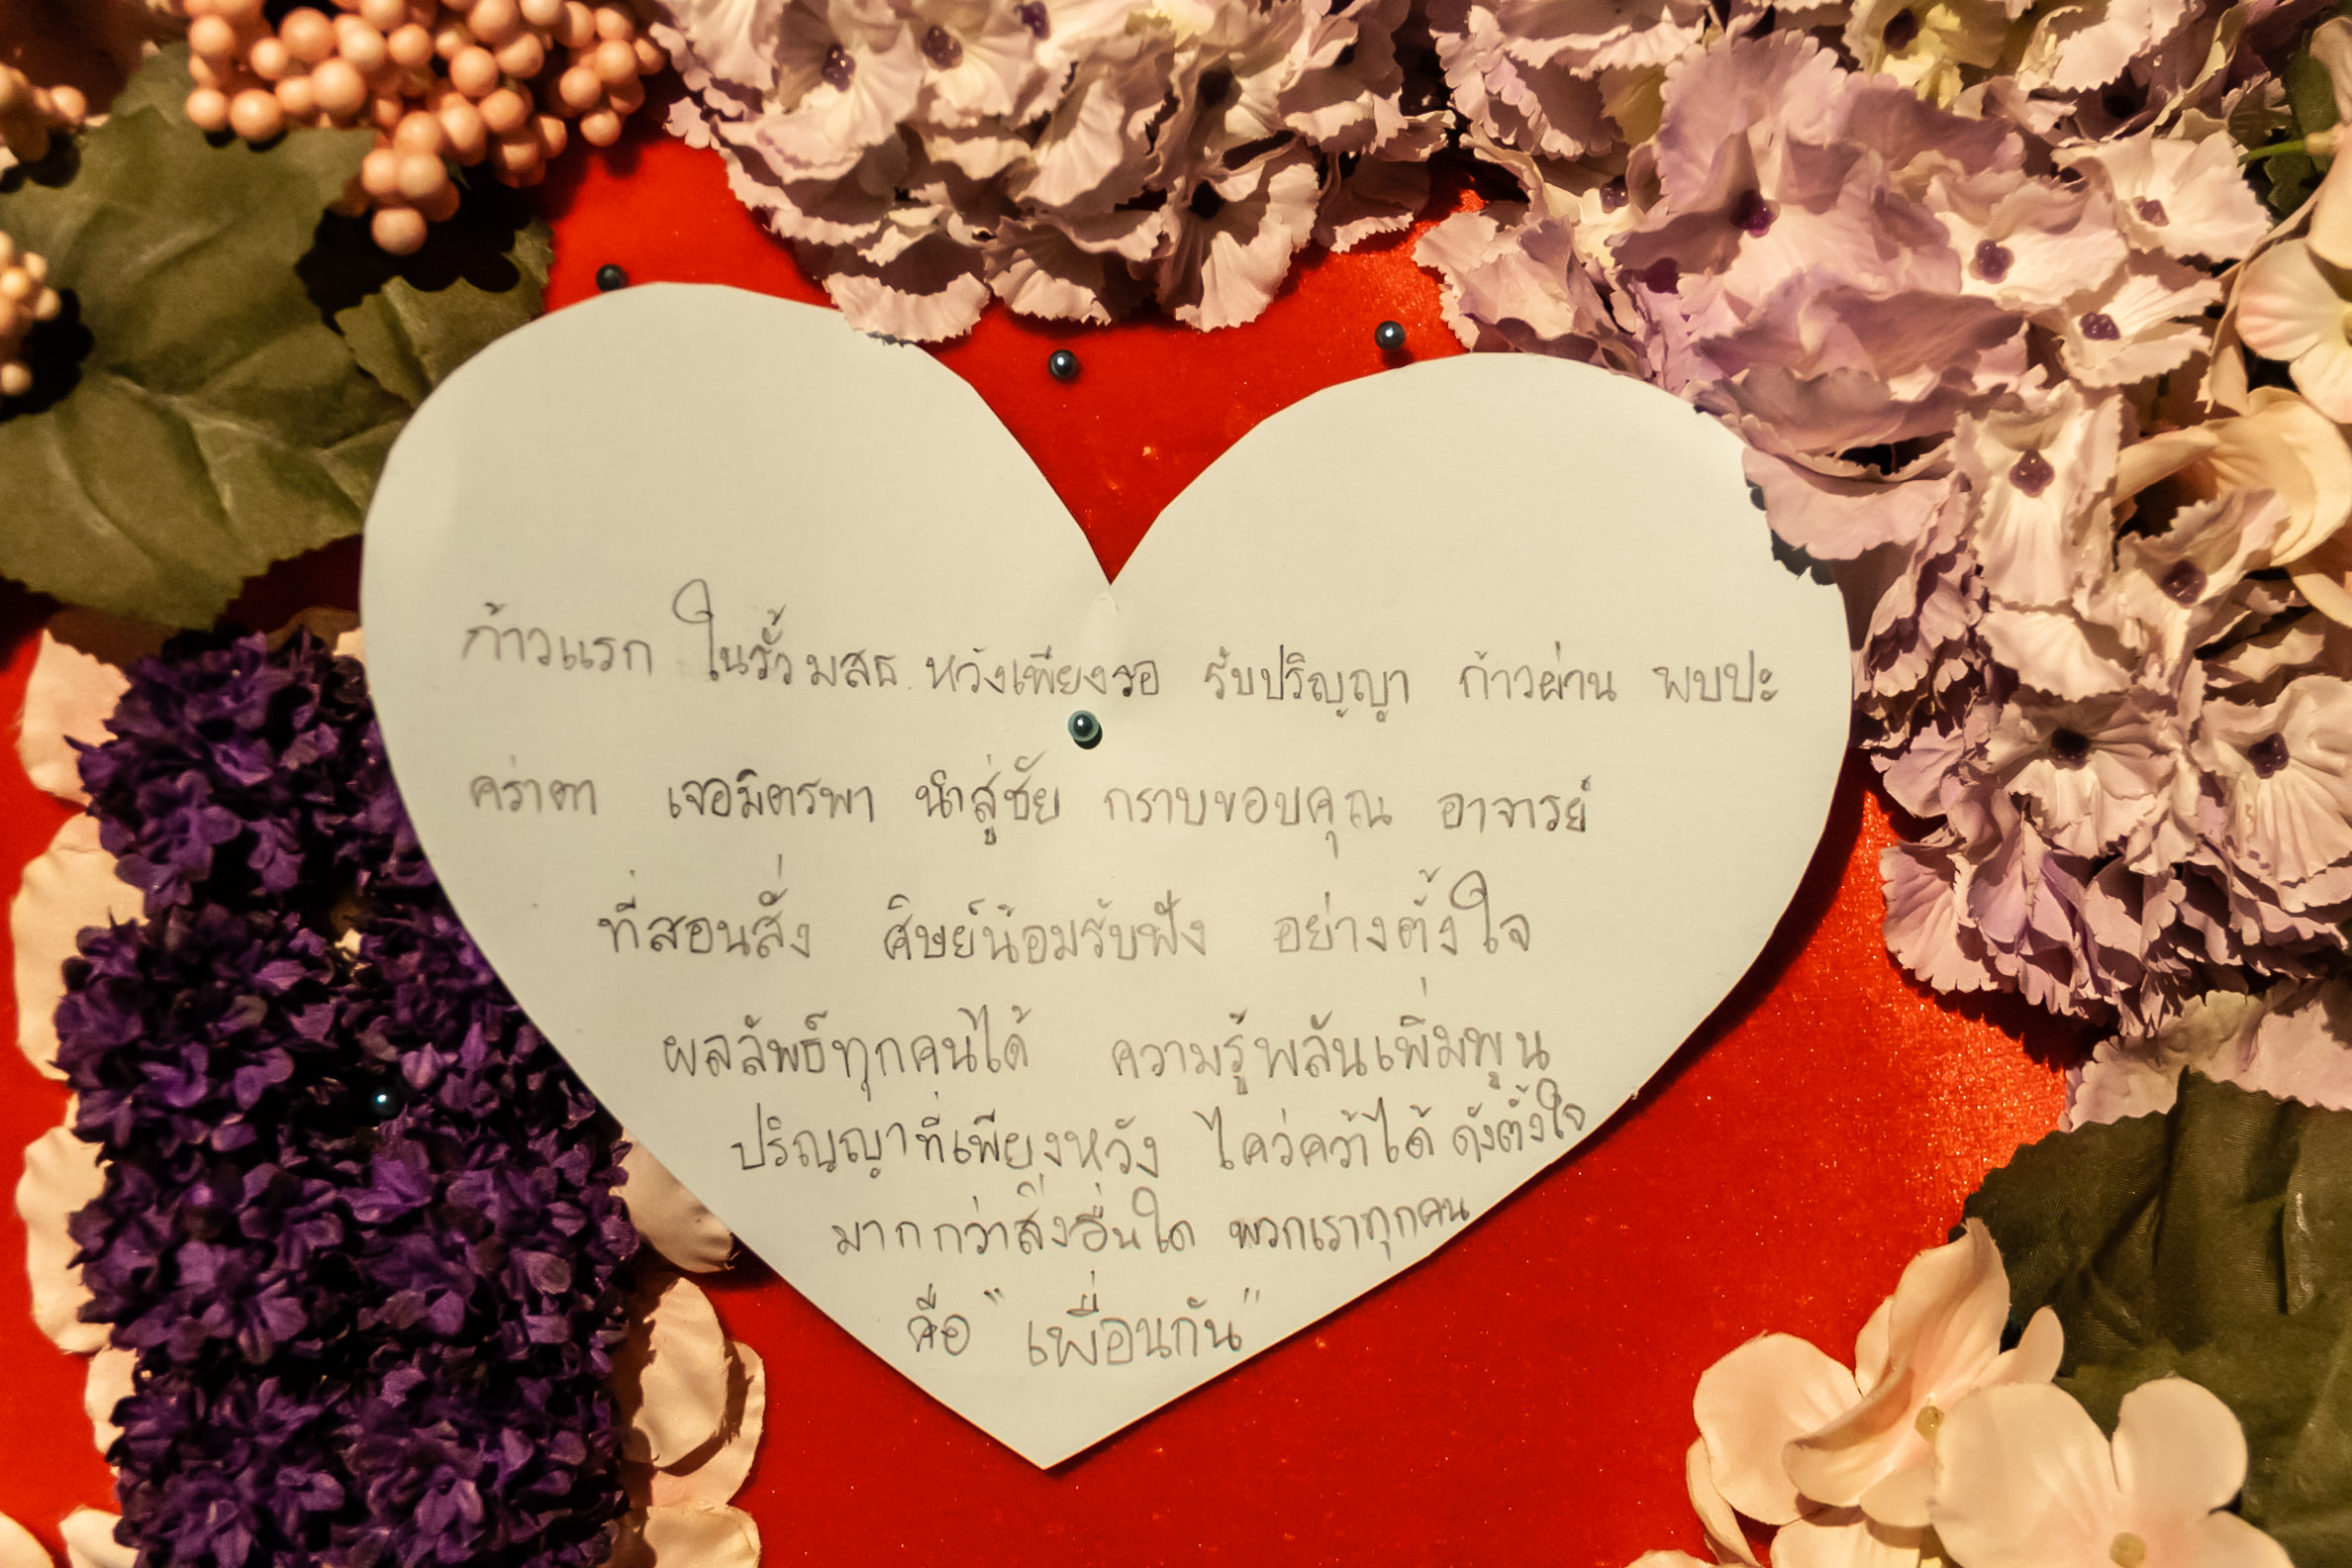 ก้าวแรก ในรั้ว มสธ. หวังเพียงขอ รับปริญญา ก้าวผ่าน พบปะ
คร่าตา เจอมิตรพา นำสู่ชัย กราบขอบคุณ อาจารย์
ที่สอนสั่ง ศิษย์น้อมรับฟัง อย่างตั้งใจ
ผลลัพธ์ทุกคนได้ ความรู้พลันเพิ่มพูน
ปริญญาที่เพียงหวัง ไคว่คว้าได้ ดังตั้งใจ
มากกว่าสิ่งอื่นใด พวกเราทุกคน
คือ "เพื่อนกัน"